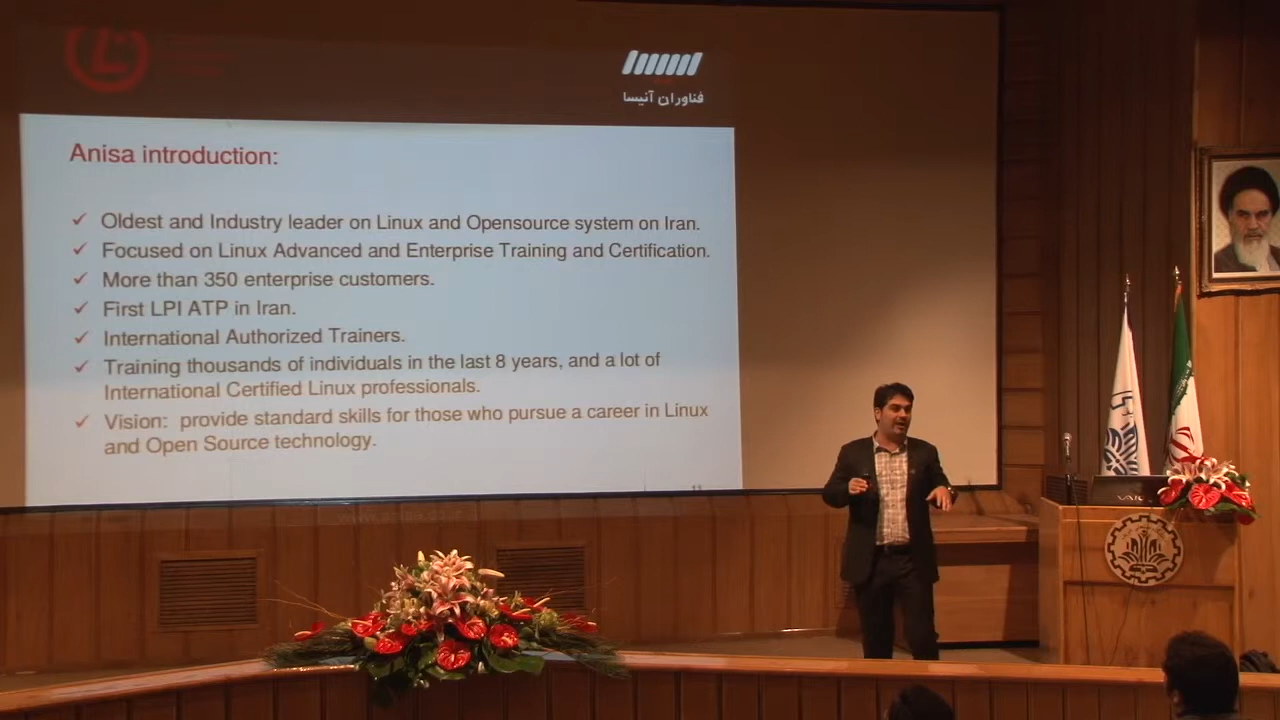 فناوران آنیسا
Anisa introduction:
Oldest and Industry leader on Linux and Opensource system on Iran.
Focused on Linux Advanced and Enterprise Training and Certification.
More than 350 enterprise customers.
First LPI ATP in Iran.
International Authorized Trainers.
Training thousands of individuals in the last 8 years, and a lot of
International Certified Linux professionals.
Vision: provide standard skills for those who pursue a career in Linux
and Open Source technology.
11
VAIO